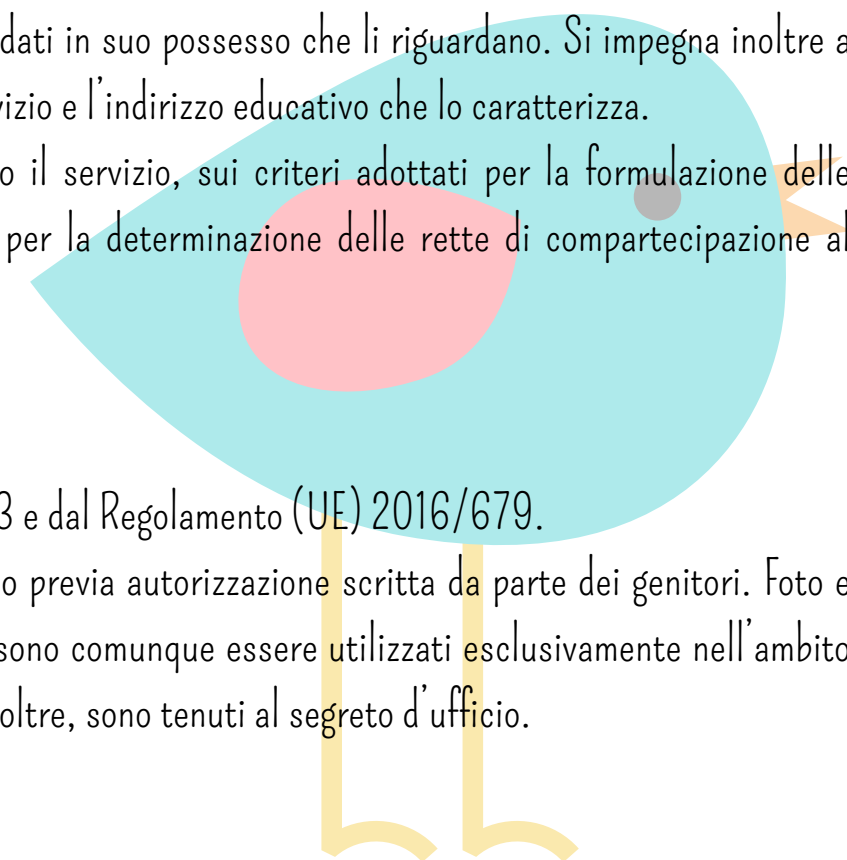 dati in suo possesso che li riguardano. Si impegna inoltre a
vizio e l'indirizzo educativo che lo caratterizza.
o il servizio, sui criteri adottati per la formulazione delle
per la determinazione delle rette di compartecipazione al
3 e dal Regolamento (UE) 2016/679.
o previa autorizzazione scritta da parte dei genitori. Foto e
sono comunque essere utilizzati esclusivamente nell'ambito
oltre, sono tenuti al segreto d'ufficio.